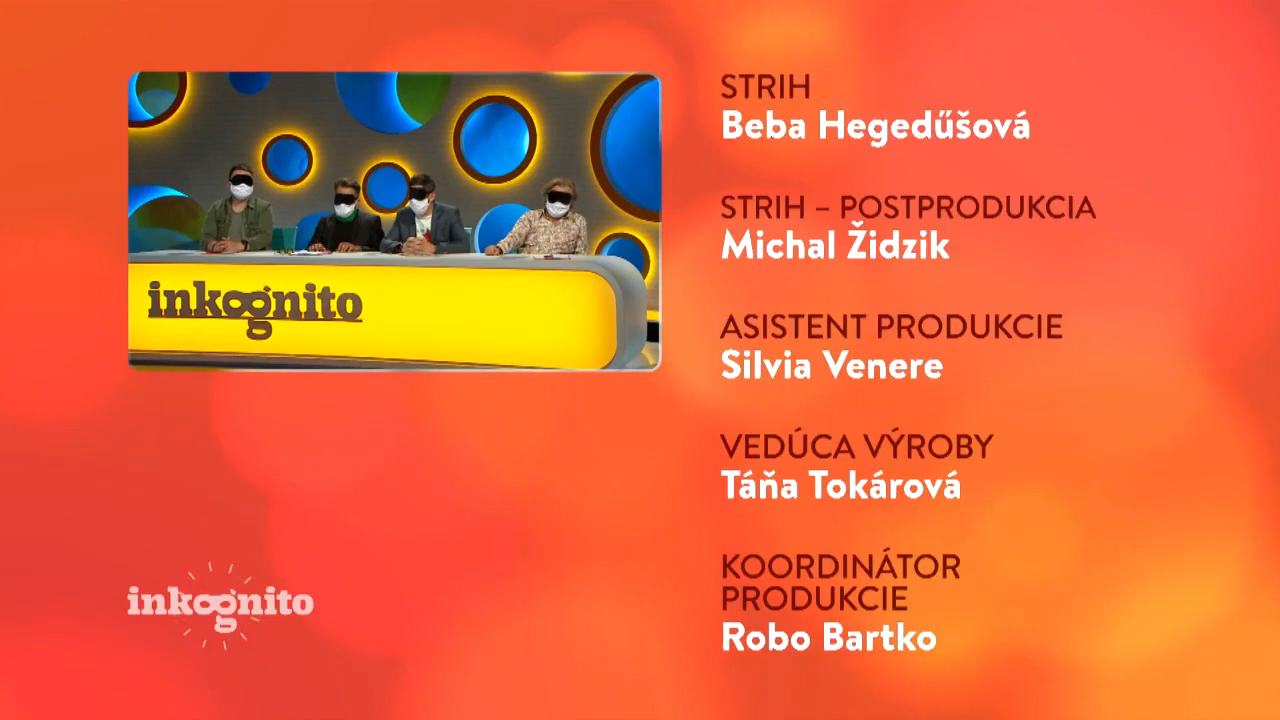 STRIH
Beba Hegedűšová
STRIH – POSTPRODUKCIA
Michal Židzik
ASISTENT PRODUKCIE
Silvia Venere
VEDÚCA VÝROBY
Táňa Tokárová
KOORDINÁTOR
PRODUKCIE
Robo Bartko
inkognito
inkognito